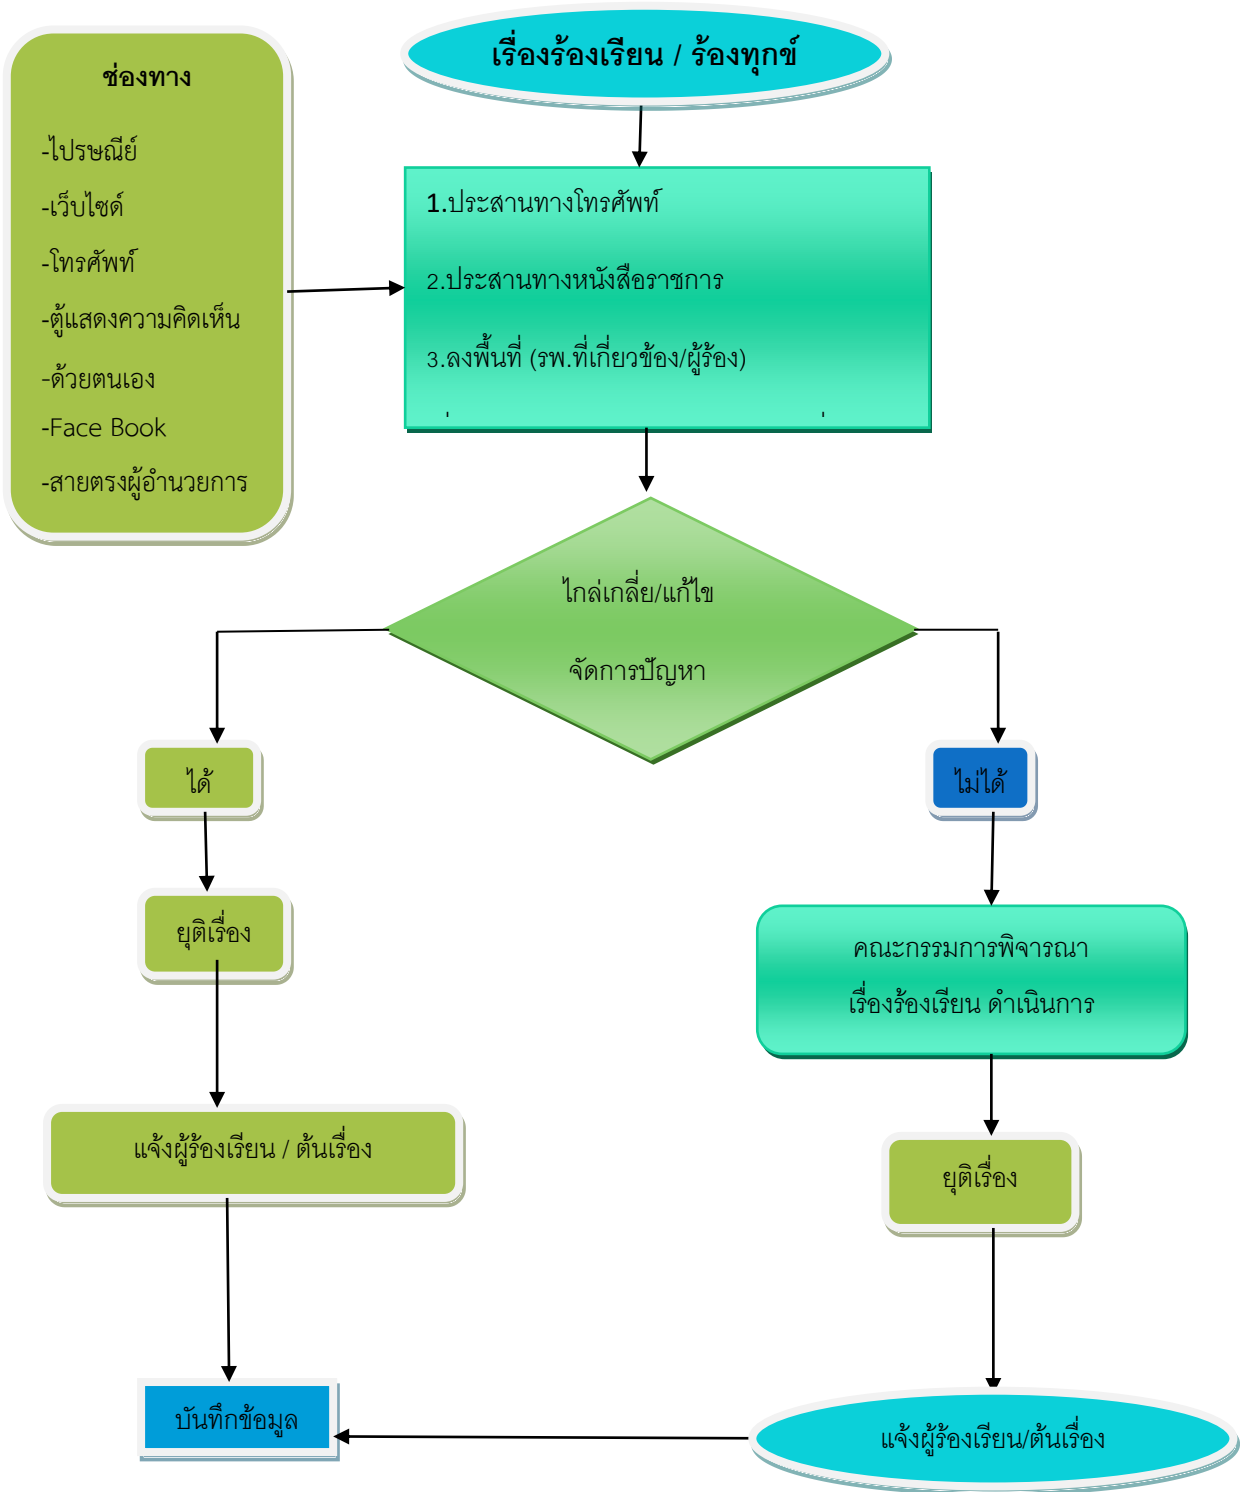 เรื่องร้องเรียน / ร้องทุกข์
ช่องทาง
-ไปรษณีย์
-เว็บไซด์
-โทรศัพท์
-ตู้แสดงความคิดเห็น
-ด้วยตนเอง
-Face Book
-สายตรงผู้อำนวยการ
1.ประสานทางโทรศัพท์
2.ประสานทางหนังสือราชการ
3.ลงพื้นที่ (รพ.ที่เกี่ยวข้อง/ผู้ร้อง)
ไกล่เกลี่ย/แก้ไข
จัดการปัญหา
ได้
ไม่ได้
ยุติเรื่อง
คณะกรรมการพิจารณา
เรื่องร้องเรียน ดำเนินการ
แจ้งผู้ร้องเรียน / ต้นเรื่อง
ยุติเรื่อง
บันทึกข้อมูล
แจ้งผู้ร้องเรียน/ต้นเรื่อง